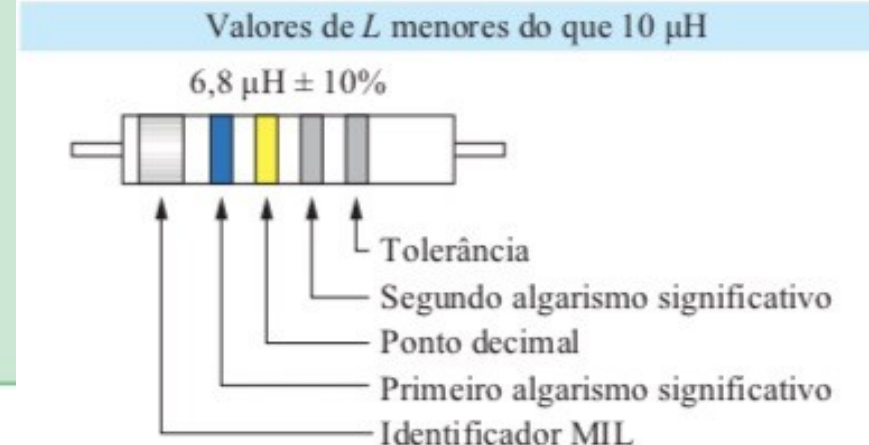 Valores de L menores do que 10 μH
6,8 μH ± 10%
Tolerância
Segundo algarismo significativo
Ponto decimal
Primeiro algarismo significativo
Identificador MIL